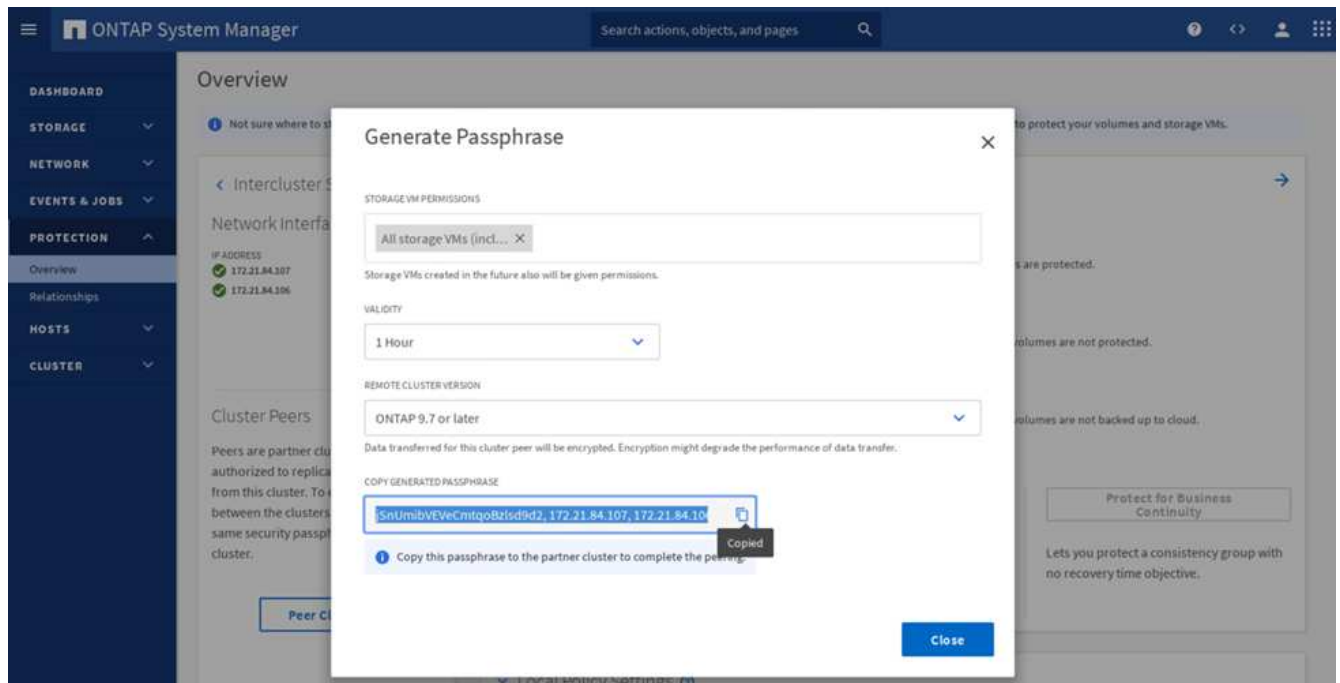 ONTAP System Manager
Search actions, objects, and pages
DASHBOARD
STORAGE
NETWORK
EVENTS & JOBS
PROTECTION
Overview
Relationships
HOSTS
CLUSTER
Overview
Not sure where to
to protect your volumes and storage VMs.
Intercluster
Network Interfa
IP ADDRESS
172.21.84.107
172.21.84.106
Cluster Peers
Peers are partner clu
authorized to replica
from this cluster. To
between the clusters
same security passp
cluster.
Peer Cl
Generate Passphrase
STORAGE VM PERMISSIONS
All storage VMs (incl...
Storage VMs created in the future also will be given permissions.
VALIDITY
1 Hour
REMOTE CLUSTER VERSION
ONTAP 9.7 or later
Data transferred for this cluster peer will be encrypted. Encryption might degrade the performance of data transfer.
COPY GENERATED PASSPHRASE
SnUmibVEVeCmtqoBzlsd9d2, 172.21.84.107, 172.21.84.10
Copied
Copy this passphrase to the partner cluster to complete the peering.
Close
s are protected.
volumes are not protected.
volumes are not backed up to cloud.
Protect for Business
Continuity
Lets you protect a consistency group with
no recovery time objective.
Local Policy Settings